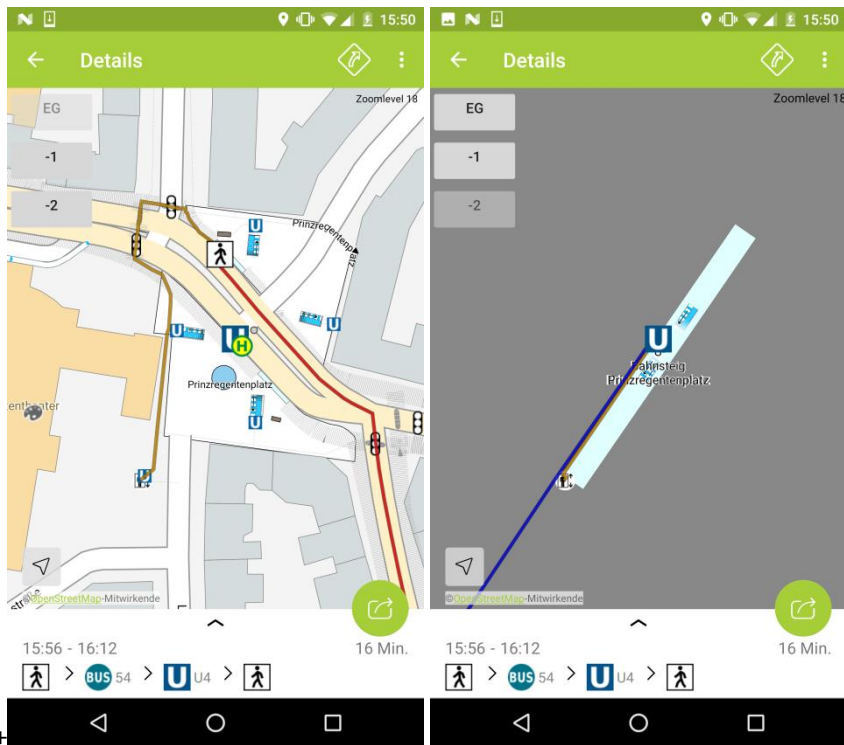 15:50
Details
Zoomlevel 18
EG
-1
-2
U
Prinzregentenplatz
U
U
U
H
Prinzregentenplatz
U
©OpenStreetMap-Mitwirkende
15:56 - 16:12
16 Min.
BUS 54
U U4
15:50
Details
Zoomlevel 18
EG
-1
-2
U
Bahnsteig
Prinzregentenplatz
©OpenStreetMap-Mitwirkende
15:56 - 16:12
16 Min.
BUS 54
U U4